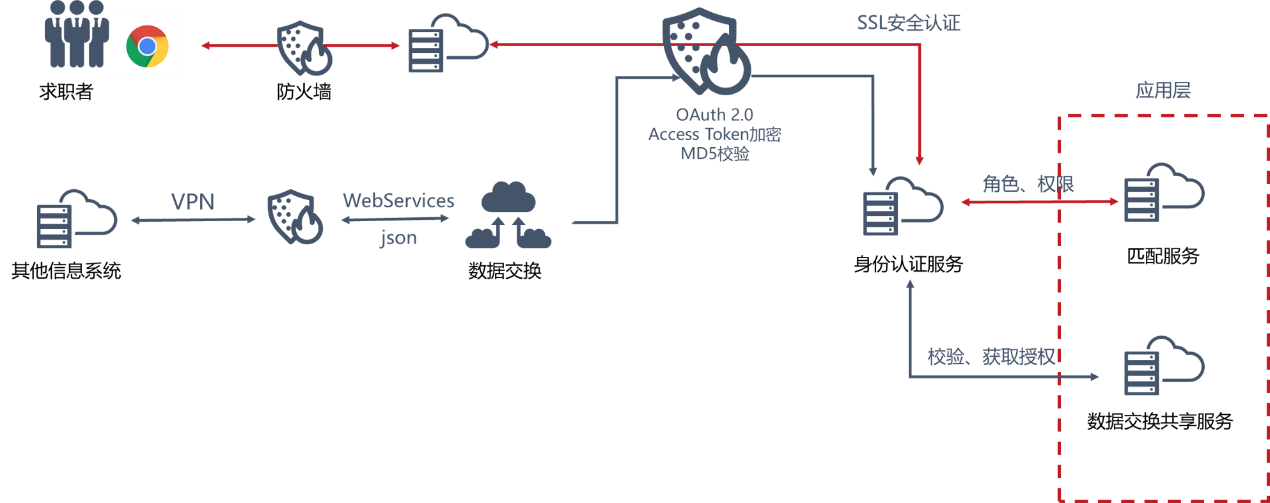 SSL安全认证
求职者
防火墙
应用层
OAuth 2.0
Access Token加密
MD5校验
VPN
WebServices
json
角色、权限
其他信息系统
数据交换
身份认证服务
匹配服务
校验、获取授权
数据交换共享服务